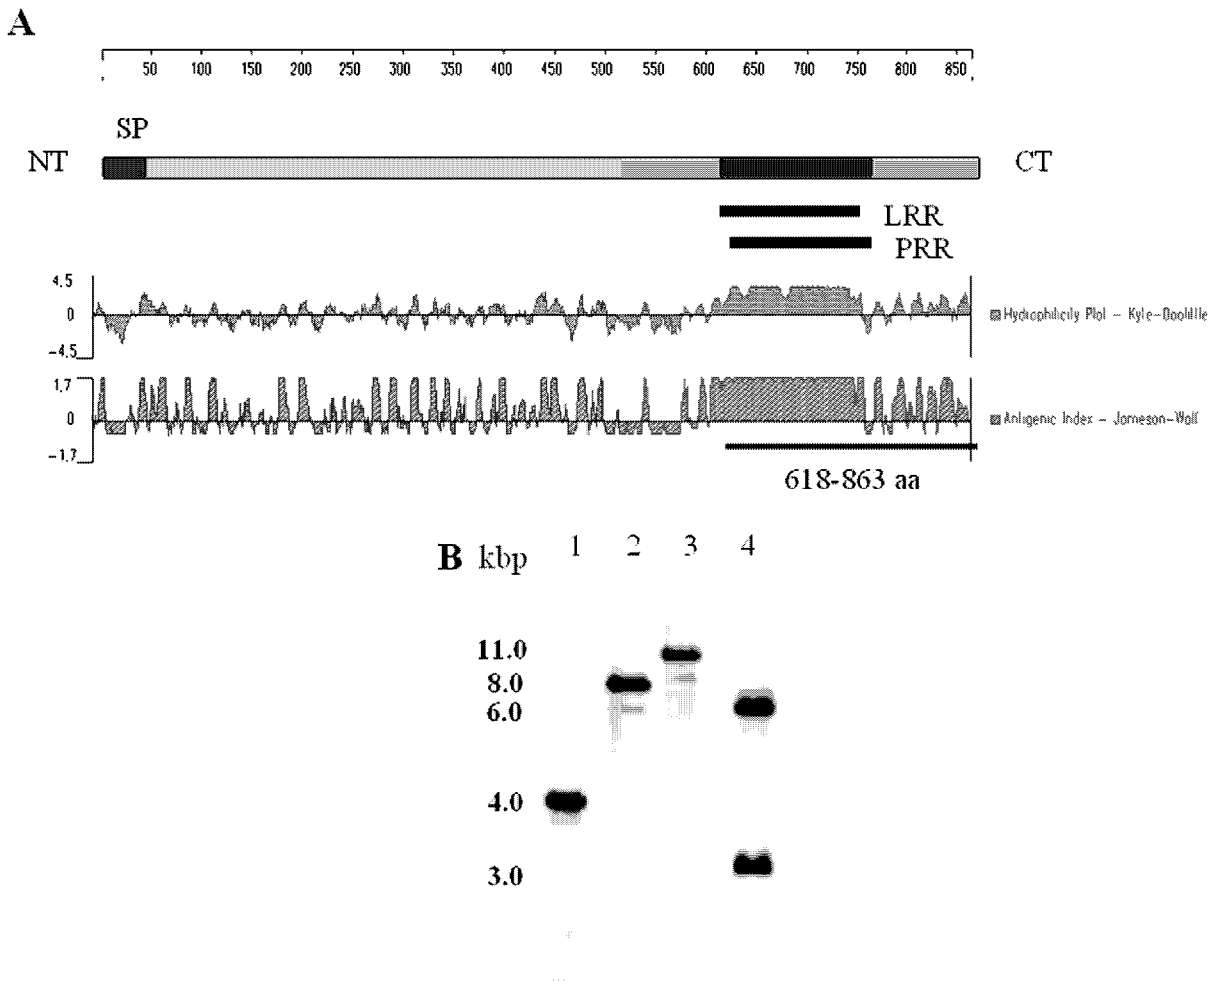 A
50 100 150 200 250 300 350 400 450 500 550 600 650 700 750 800 850
SP
NT CT
LRR
PRR
4.5
0
-4.5
Hydrophilicity Plot - Kyte-Doolittle
1.7
0
-1.7
Antigenic Index - Jameson-Wolf
618-863 aa
B kbp 1 2 3 4
11.0
8.0
6.0
4.0
3.0